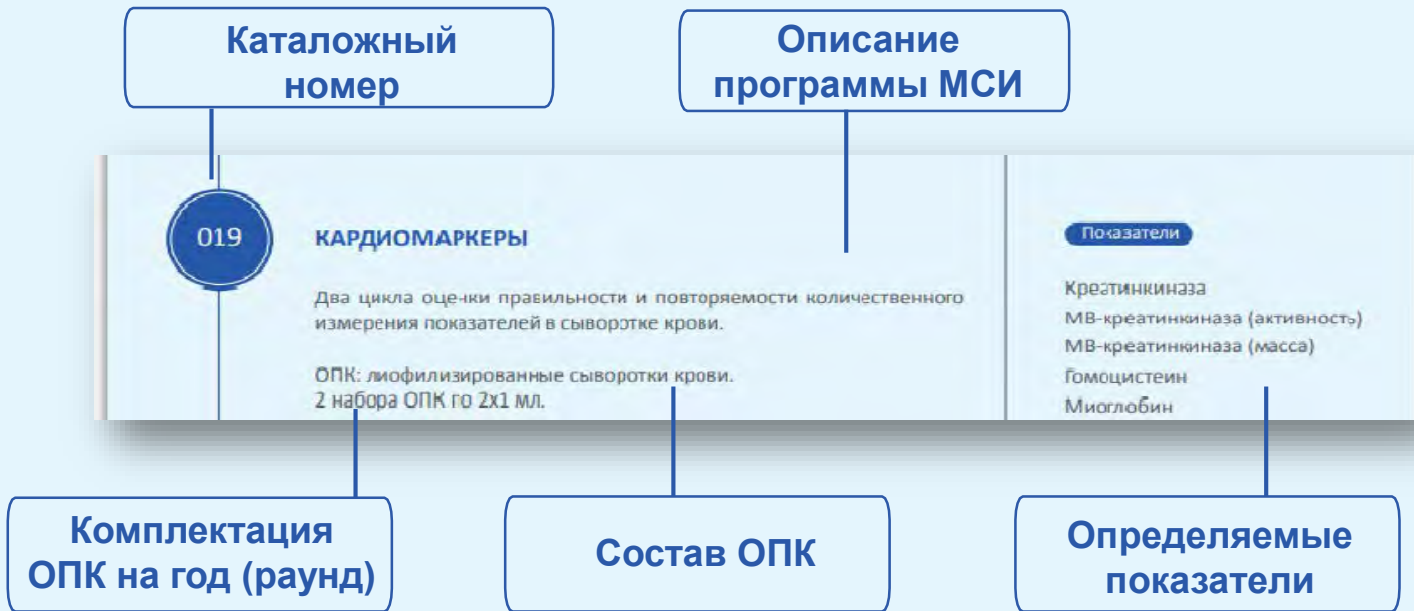 Каталожный
номер
Описание
программы МСИ
019
КАРДИОМАРКЕРЫ
Два цикла оценки правильности и повторяемости количественного
измерения показателей в сыворотке крови.
ОПК: лиофилизированные сыворотки крови.
2 набора ОПК по 2х1 мл.
Показатели
Креатинкиназа
МВ-креатинкиназа (активность)
МВ-креатинкиназа (масса)
Гомоцистеин
Миоглобин
Комплектация
ОПК на год (раунд)
Состав ОПК
Определяемые
показатели